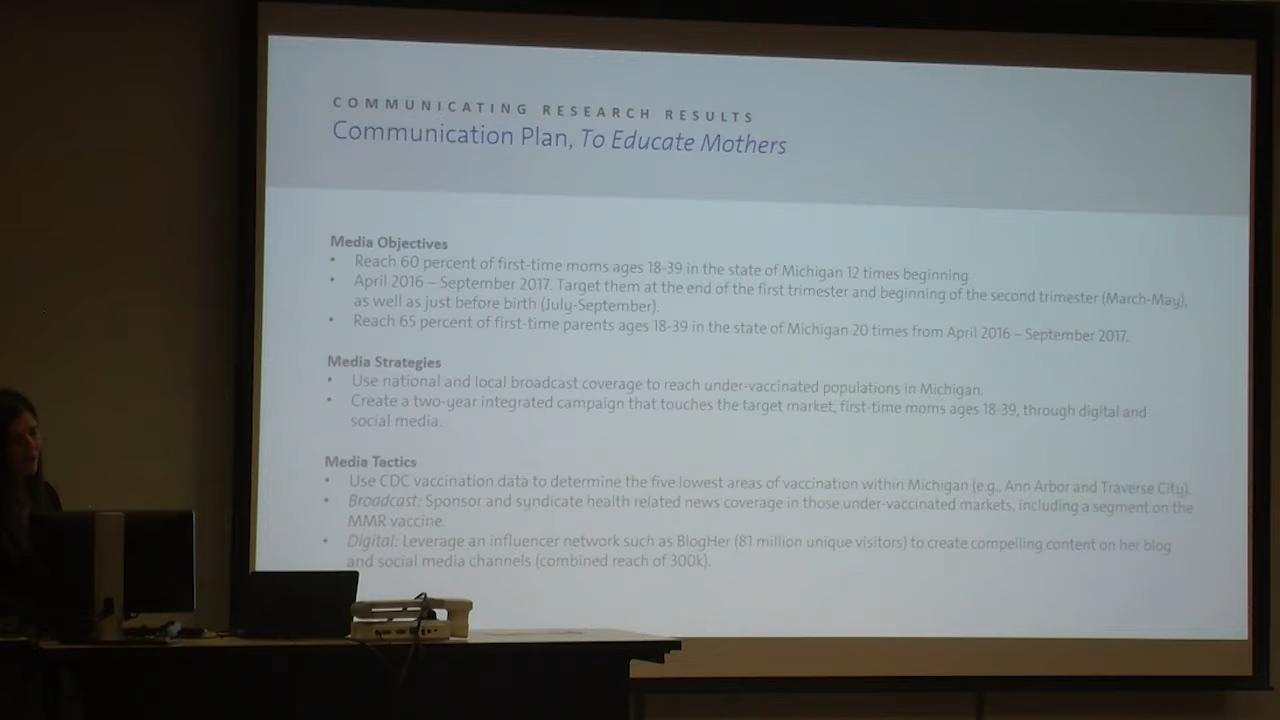 COMMUNICATING RESEARCH RESULTS
Communication Plan, To Educate Mothers
Media Objectives
• Reach 60 percent of first-time moms ages 18-39 in the state of Michigan 12 times beginning
• April 2016 – September 2017. Target them at the end of the first trimester and beginning of the second trimester (March-May),
as well as just before birth (July-September).
• Reach 65 percent of first-time parents ages 18-39 in the state of Michigan 20 times from April 2016 – September 2017.
Media Strategies
• Use national and local broadcast coverage to reach under-vaccinated populations in Michigan.
• Create a two-year integrated campaign that touches the target market, first-time moms ages 18-39, through digital and
social media.
Media Tactics
• Use CDC vaccination data to determine the five lowest areas of vaccination within Michigan (e.g., Ann Arbor and Traverse City).
• Broadcast: Sponsor and syndicate health related news coverage in those under-vaccinated markets, including a segment on the
MMR vaccine.
• Digital: Leverage an influencer network such as BlogHer (81 million unique visitors) to create compelling content on her blog
and social media channels (combined reach of 300k).